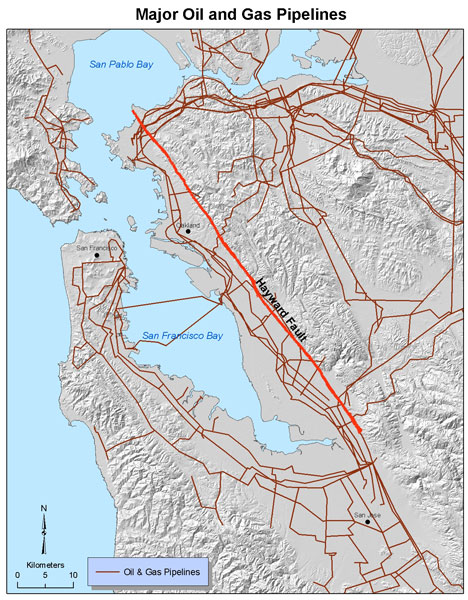 Major Oil and Gas Pipelines
San Pablo Bay
Oakland
San Francisco
Hayward Fault
San Francisco Bay
San Jose
N
Kilometers
0 5 10
Oil & Gas Pipelines